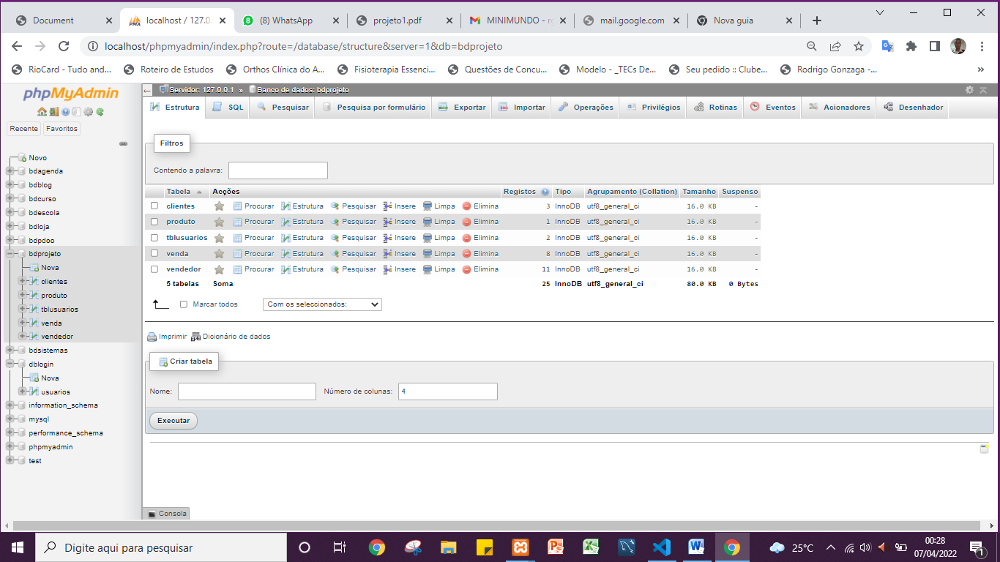 Document
localhost / 127.0.
(8) WhatsApp
projeto1.pdf
MINIMUNDO - r
mail.google.com
Nova guia
localhost/phpmyadmin/index.php?route=/database/structure&server=1&db=bdprojeto
RioCard - Tudo and...
Roteiro de Estudos
Orthos Clínica do A...
Fisioterapia Essenci...
Questões de Concu...
Modelo - _TECs De...
Seu pedido :: Clube...
Rodrigo Gonzaga -...
»
phpMyAdmin
Recente Favoritos
Novo
bdagenda
bdblog
bdcurso
bdescola
bdloja
bdpdoo
bdprojeto
Nova
clientes
produto
tblusuarios
venda
vendedor
bdsistemas
dblogin
Nova
usuarios
information_schema
mysql
performance_schema
phpmyadmin
test
Servidor: 127.0.0.1 » Banco de dados: bdprojeto
Estrutura SQL Pesquisar Pesquisa por formulário Exportar Importar Operações Privilégios Rotinas Eventos Acionadores Desenhador
Filtros
Contendo a palavra:
Tabela Acções Registos Tipo Agrupamento (Collation) Tamanho Suspenso
clientes Procurar Estrutura Pesquisar Insere Limpa Elimina 3 InnoDB utf8_general_ci 16.0 KB -
produto Procurar Estrutura Pesquisar Insere Limpa Elimina 1 InnoDB utf8_general_ci 16.0 KB -
tblusuarios Procurar Estrutura Pesquisar Insere Limpa Elimina 2 InnoDB utf8_general_ci 16.0 KB -
venda Procurar Estrutura Pesquisar Insere Limpa Elimina 8 InnoDB utf8_general_ci 16.0 KB -
vendedor Procurar Estrutura Pesquisar Insere Limpa Elimina 11 InnoDB utf8_general_ci 16.0 KB -
5 tabelas Soma 25 InnoDB utf8_general_ci 80.0 KB 0 Bytes
Marcar todos Com os seleccionados:
Imprimir Dicionário de dados
Criar tabela
Nome: Número de colunas: 4
Executar
Consola
Digite aqui para pesquisar
25°C
00:28
07/04/2022
1